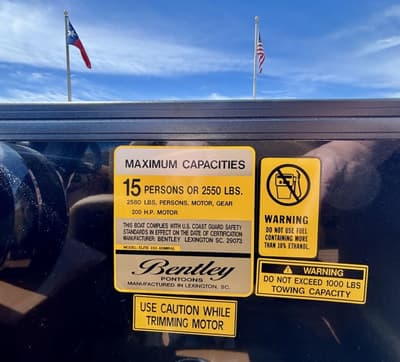 MAXIMUM CAPACITIES
15 PERSONS OR 2550 LBS.
2580 LBS, PERSONS, MOTOR, GEAR
200 H.P. MOTOR
THIS BOAT COMPLIES WITH U.S. COAST GUARD SAFETY
STANDARDS IN EFFECT ON THE DATE OF CERTIFICATION
MANUFACTURER: BENTLEY LEXINGTON SC. 29073
Bentley
PONTOONS
MANUFACTURED IN LEXINGTON, SC.
WARNING
DO NOT USE FUEL
CONTAINING MORE
THAN 10% ETHANOL.
WARNING
DO NOT EXCEED 1000 LBS
TOWING CAPACITY
USE CAUTION WHILE
TRIMMING MOTOR